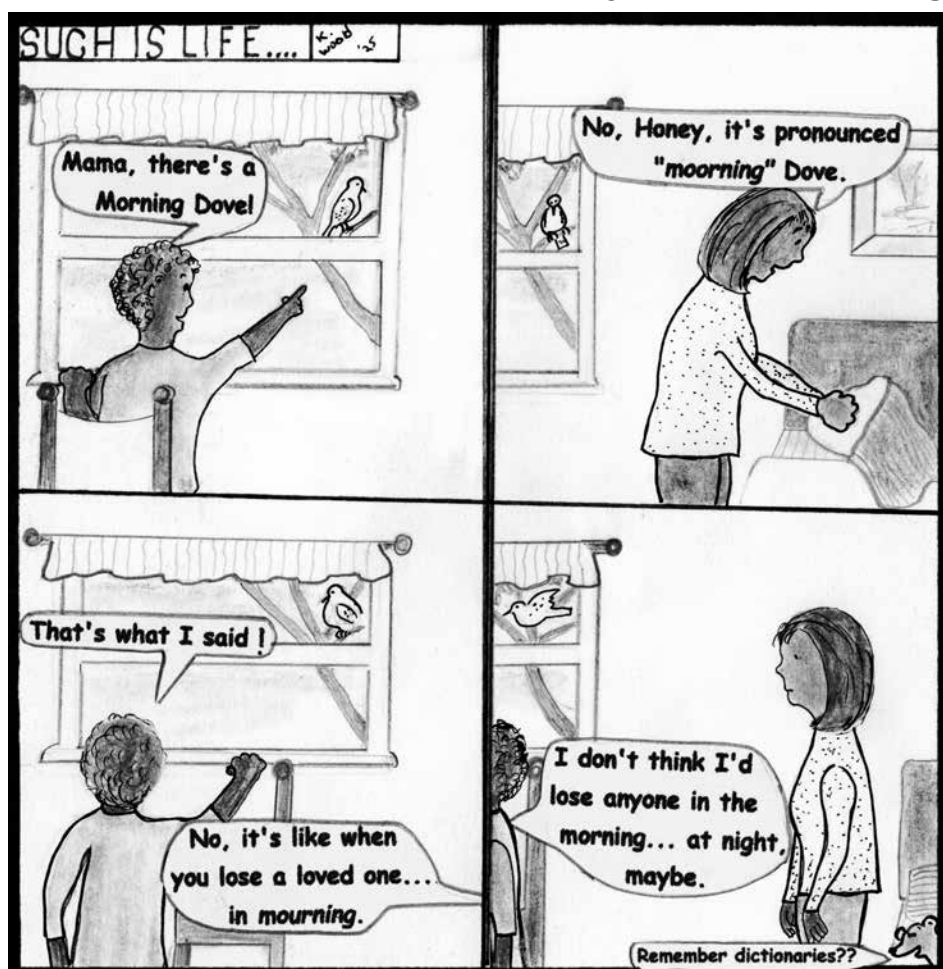 SUCH IS LIFE....
K. Wood '25
Mama, there's a
Morning Dove!
No, Honey, it's pronounced
"moorning" Dove.
That's what I said !
No, it's like when
you lose a loved one...
in mourning.
I don't think I'd
lose anyone in the
morning... at night,
maybe.
Remember dictionaries??